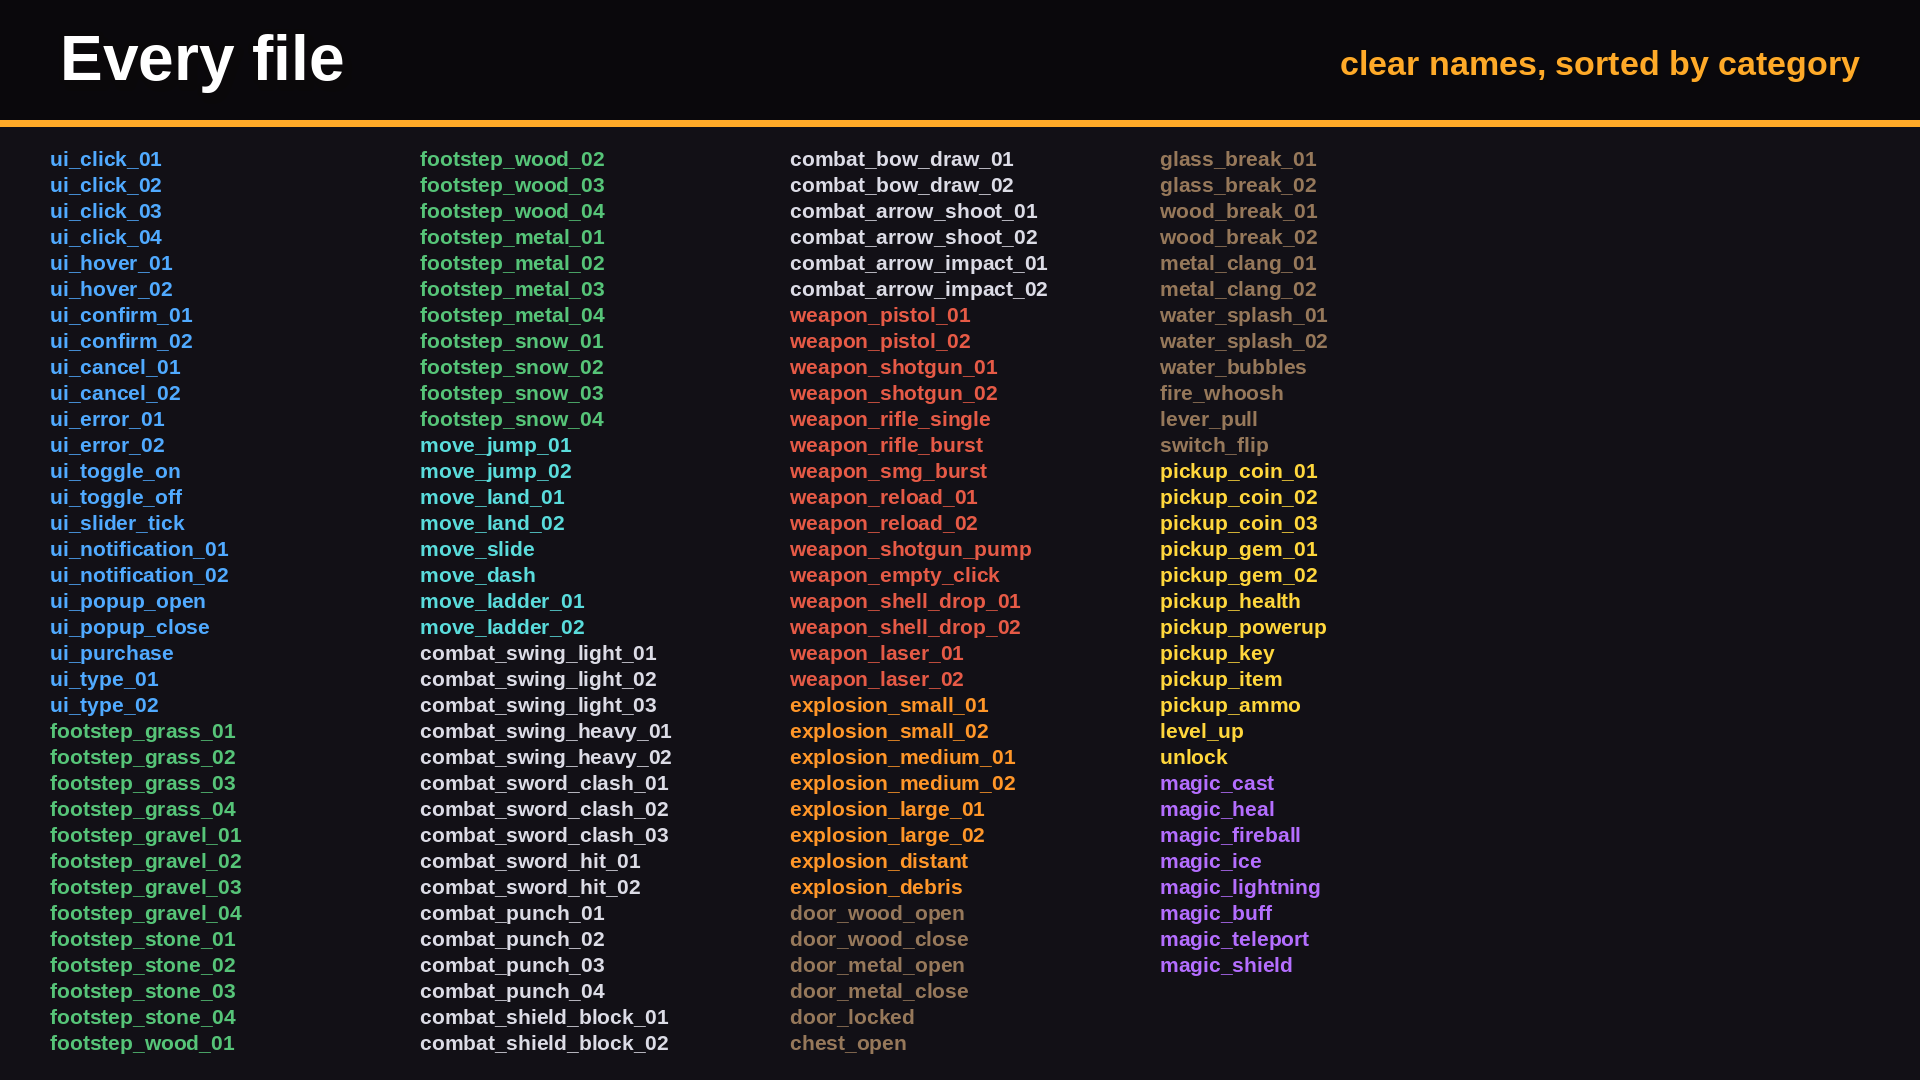 Every file
clear names, sorted by category
ui_click_01
ui_click_02
ui_click_03
ui_click_04
ui_hover_01
ui_hover_02
ui_confirm_01
ui_confirm_02
ui_cancel_01
ui_cancel_02
ui_error_01
ui_error_02
ui_toggle_on
ui_toggle_off
ui_slider_tick
ui_notification_01
ui_notification_02
ui_popup_open
ui_popup_close
ui_purchase
ui_type_01
ui_type_02
footstep_grass_01
footstep_grass_02
footstep_grass_03
footstep_grass_04
footstep_gravel_01
footstep_gravel_02
footstep_gravel_03
footstep_gravel_04
footstep_stone_01
footstep_stone_02
footstep_stone_03
footstep_stone_04
footstep_wood_01
footstep_wood_02
footstep_wood_03
footstep_wood_04
footstep_metal_01
footstep_metal_02
footstep_metal_03
footstep_metal_04
footstep_snow_01
footstep_snow_02
footstep_snow_03
footstep_snow_04
move_jump_01
move_jump_02
move_land_01
move_land_02
move_slide
move_dash
move_ladder_01
move_ladder_02
combat_swing_light_01
combat_swing_light_02
combat_swing_light_03
combat_swing_heavy_01
combat_swing_heavy_02
combat_sword_clash_01
combat_sword_clash_02
combat_sword_clash_03
combat_sword_hit_01
combat_sword_hit_02
combat_punch_01
combat_punch_02
combat_punch_03
combat_punch_04
combat_shield_block_01
combat_shield_block_02
combat_bow_draw_01
combat_bow_draw_02
combat_arrow_shoot_01
combat_arrow_shoot_02
combat_arrow_impact_01
combat_arrow_impact_02
weapon_pistol_01
weapon_pistol_02
weapon_shotgun_01
weapon_shotgun_02
weapon_rifle_single
weapon_rifle_burst
weapon_smg_burst
weapon_reload_01
weapon_reload_02
weapon_shotgun_pump
weapon_empty_click
weapon_shell_drop_01
weapon_shell_drop_02
weapon_laser_01
weapon_laser_02
explosion_small_01
explosion_small_02
explosion_medium_01
explosion_medium_02
explosion_large_01
explosion_large_02
explosion_distant
explosion_debris
door_wood_open
door_wood_close
door_metal_open
door_metal_close
door_locked
chest_open
glass_break_01
glass_break_02
wood_break_01
wood_break_02
metal_clang_01
metal_clang_02
water_splash_01
water_splash_02
water_bubbles
fire_whoosh
lever_pull
switch_flip
pickup_coin_01
pickup_coin_02
pickup_coin_03
pickup_gem_01
pickup_gem_02
pickup_health
pickup_powerup
pickup_key
pickup_item
pickup_ammo
level_up
unlock
magic_cast
magic_heal
magic_fireball
magic_ice
magic_lightning
magic_buff
magic_teleport
magic_shield